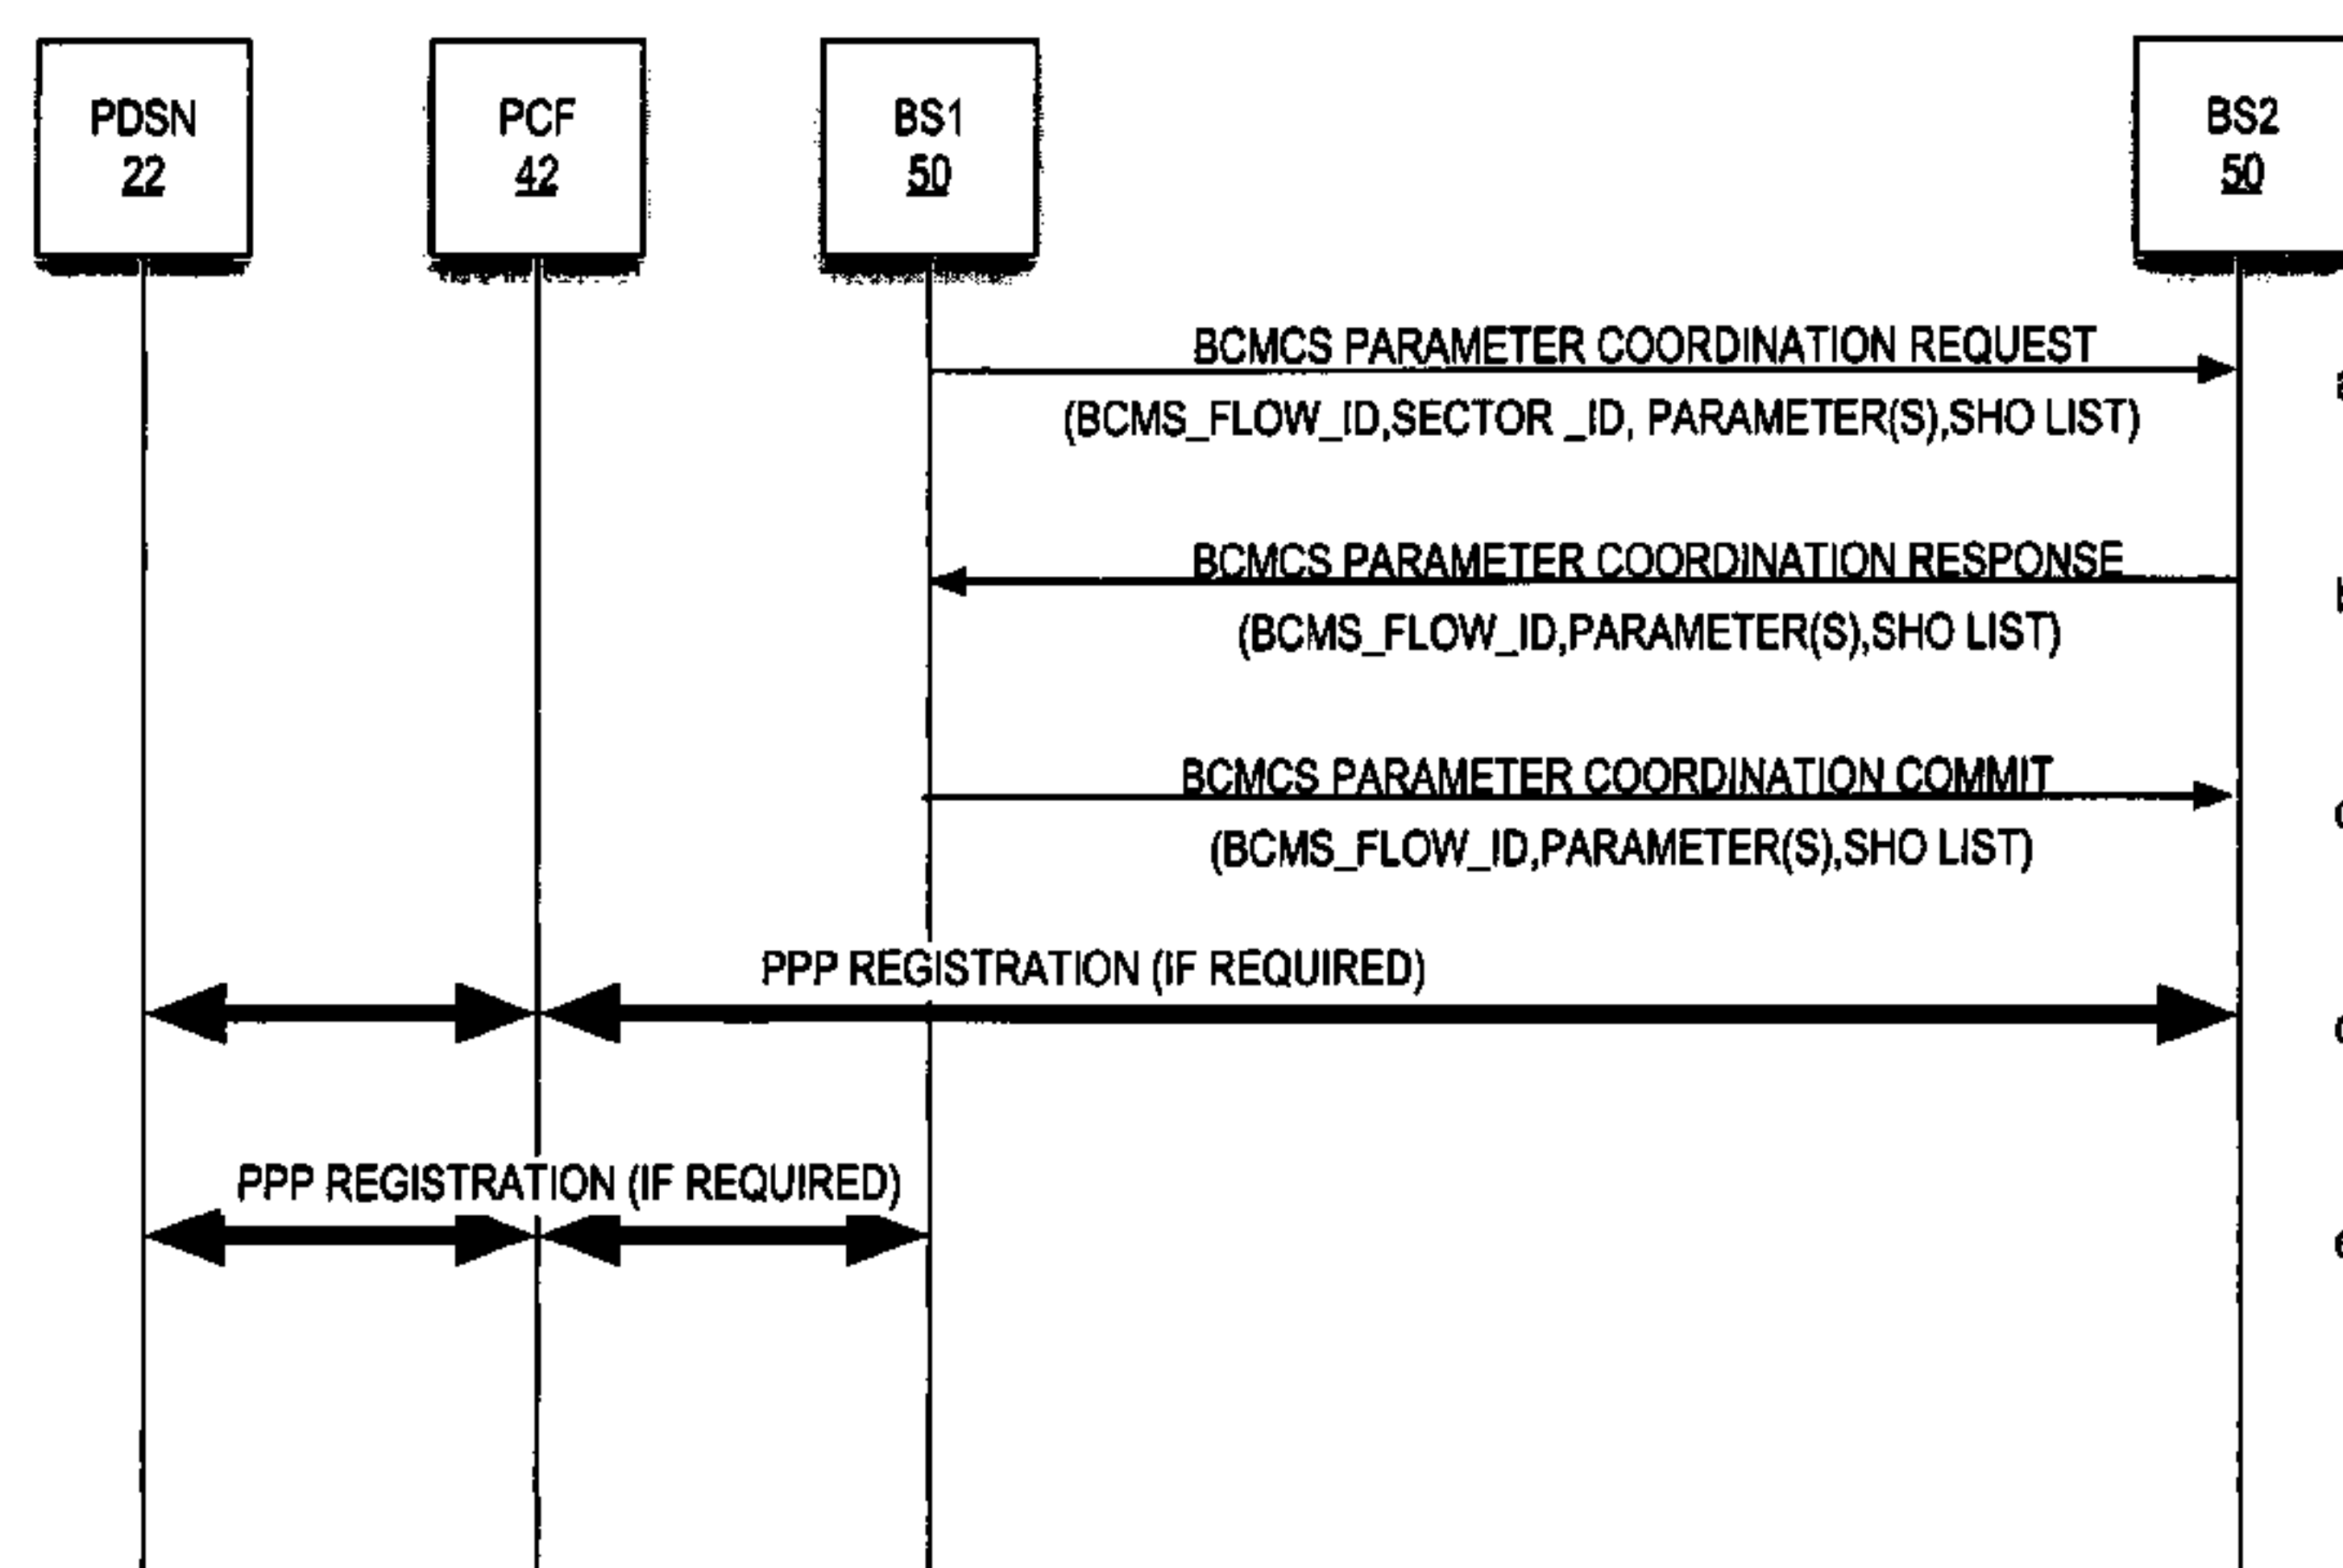 PDSN
22
PCF
42
BS1
50
BS2
50
BCMCS PARAMETER COORDINATION REQUEST
(BCMS_FLOW_ID,SECTOR _ID, PARAMETER(S),SHO LIST)
BCMCS PARAMETER COORDINATION RESPONSE
(BCMS_FLOW_ID,PARAMETER(S),SHO LIST)
BCMCS PARAMETER COORDINATION COMMIT
(BCMS_FLOW_ID,PARAMETER(S),SHO LIST)
PPP REGISTRATION (IF REQUIRED)
PPP REGISTRATION (IF REQUIRED)